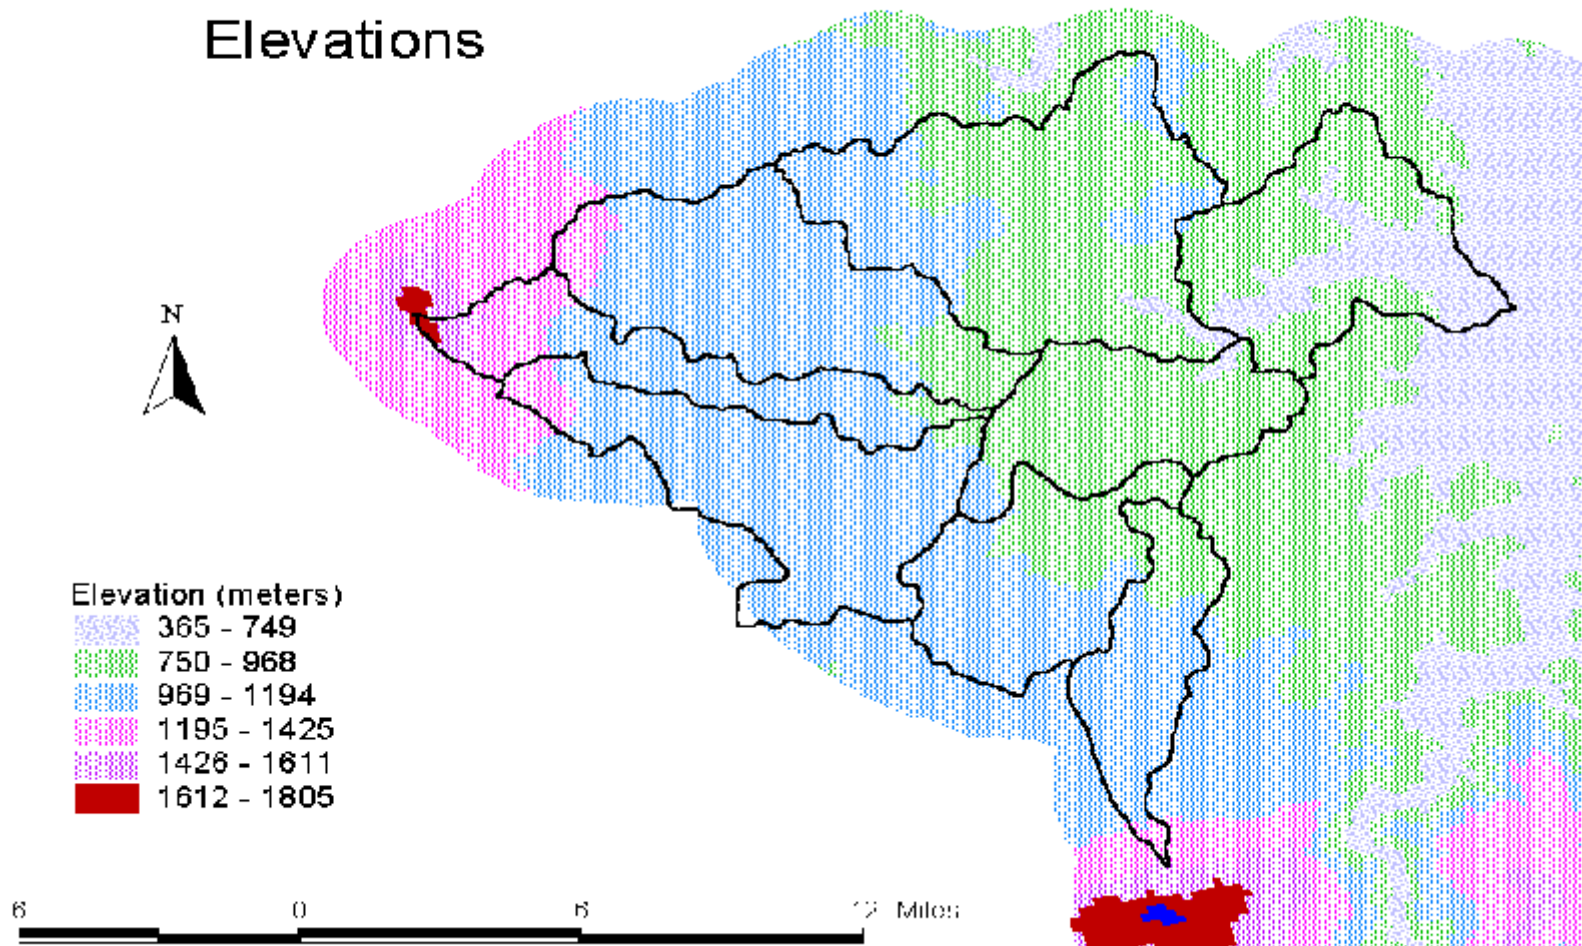 Elevations
N
Elevation (meters)
365 - 749
750 - 968
969 - 1194
1195 - 1425
1426 - 1611
1612 - 1805
6 0 6 12 Miles